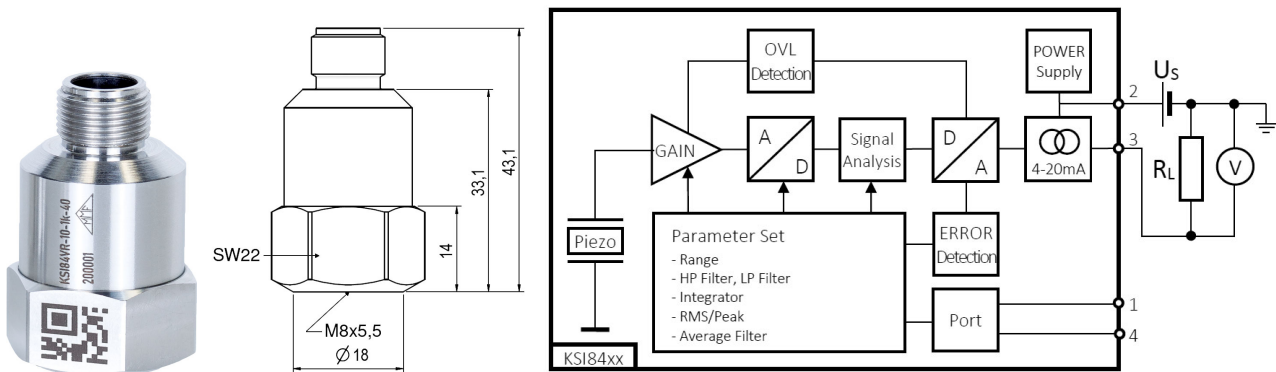 KSI84VR-10-1k-40
200001
MMF
SW22
M8x5,5
Ø 18
14
33,1
43,1
OVL
Detection
POWER
Supply
GAIN
A
D
Signal
Analysis
D
A
4-20mA
Piezo
Parameter Set
- Range
- HP Filter, LP Filter
- Integrator
- RMS/Peak
- Average Filter
ERROR
Detection
Port
KSI84xx
2
3
1
4
US
RL
V